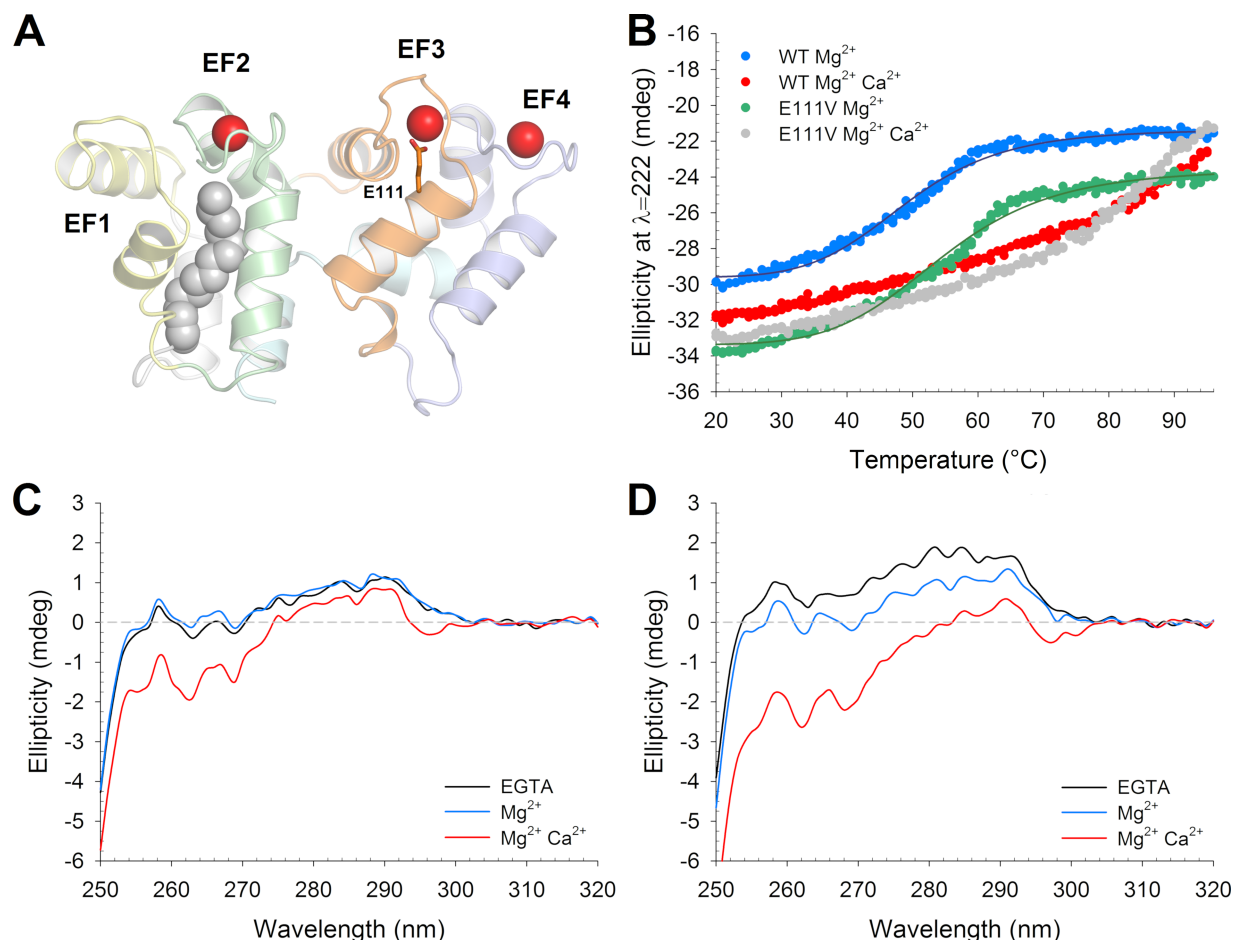 A
EF2
EF3
EF4
E111
EF1
B
WT Mg²⁺
WT Mg²⁺ Ca²⁺
E111V Mg²⁺
E111V Mg²⁺ Ca²⁺
Ellipticity at λ=222 (mdeg)
-16
-18
-20
-22
-24
-26
-28
-30
-32
-34
-36
20 30 40 50 60 70 80 90
Temperature (°C)
C
Ellipticity (mdeg)
3
2
1
0
-1
-2
-3
-4
-5
-6
EGTA
Mg²⁺
Mg²⁺ Ca²⁺
250 260 270 280 290 300 310 320
Wavelength (nm)
D
Ellipticity (mdeg)
3
2
1
0
-1
-2
-3
-4
-5
-6
EGTA
Mg²⁺
Mg²⁺ Ca²⁺
250 260 270 280 290 300 310 320
Wavelength (nm)